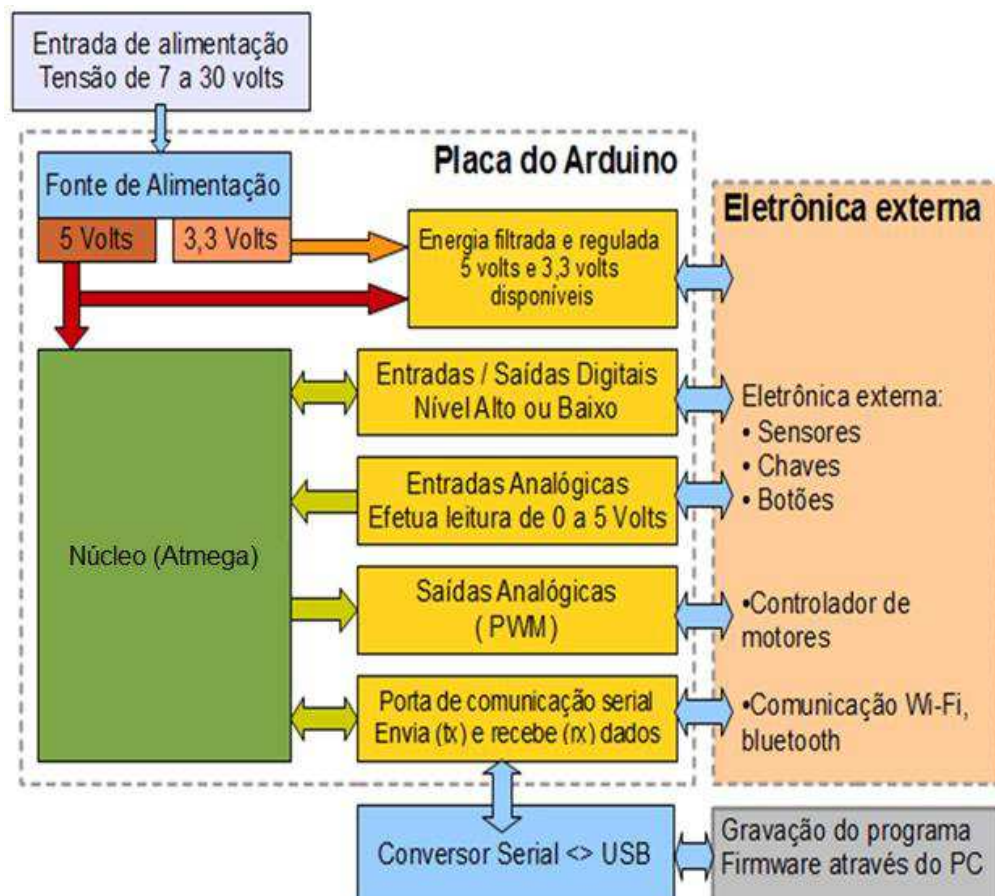 Entrada de alimentação
Tensão de 7 a 30 volts
Placa do Arduino
Fonte de Alimentação
5 Volts
3,3 Volts
Energia filtrada e regulada
5 volts e 3,3 volts
disponíveis
Eletrônica externa
Entradas / Saídas Digitais
Nível Alto ou Baixo
Eletrônica externa:
• Sensores
• Chaves
• Botões
Entradas Analógicas
Efetua leitura de 0 a 5 Volts
Núcleo (Atmega)
Saídas Analógicas
( PWM)
•Controlador de
motores
Porta de comunicação serial
Envia (tx) e recebe (rx) dados
•Comunicação Wi-Fi,
bluetooth
Conversor Serial <> USB
Gravação do programa
Firmware através do PC